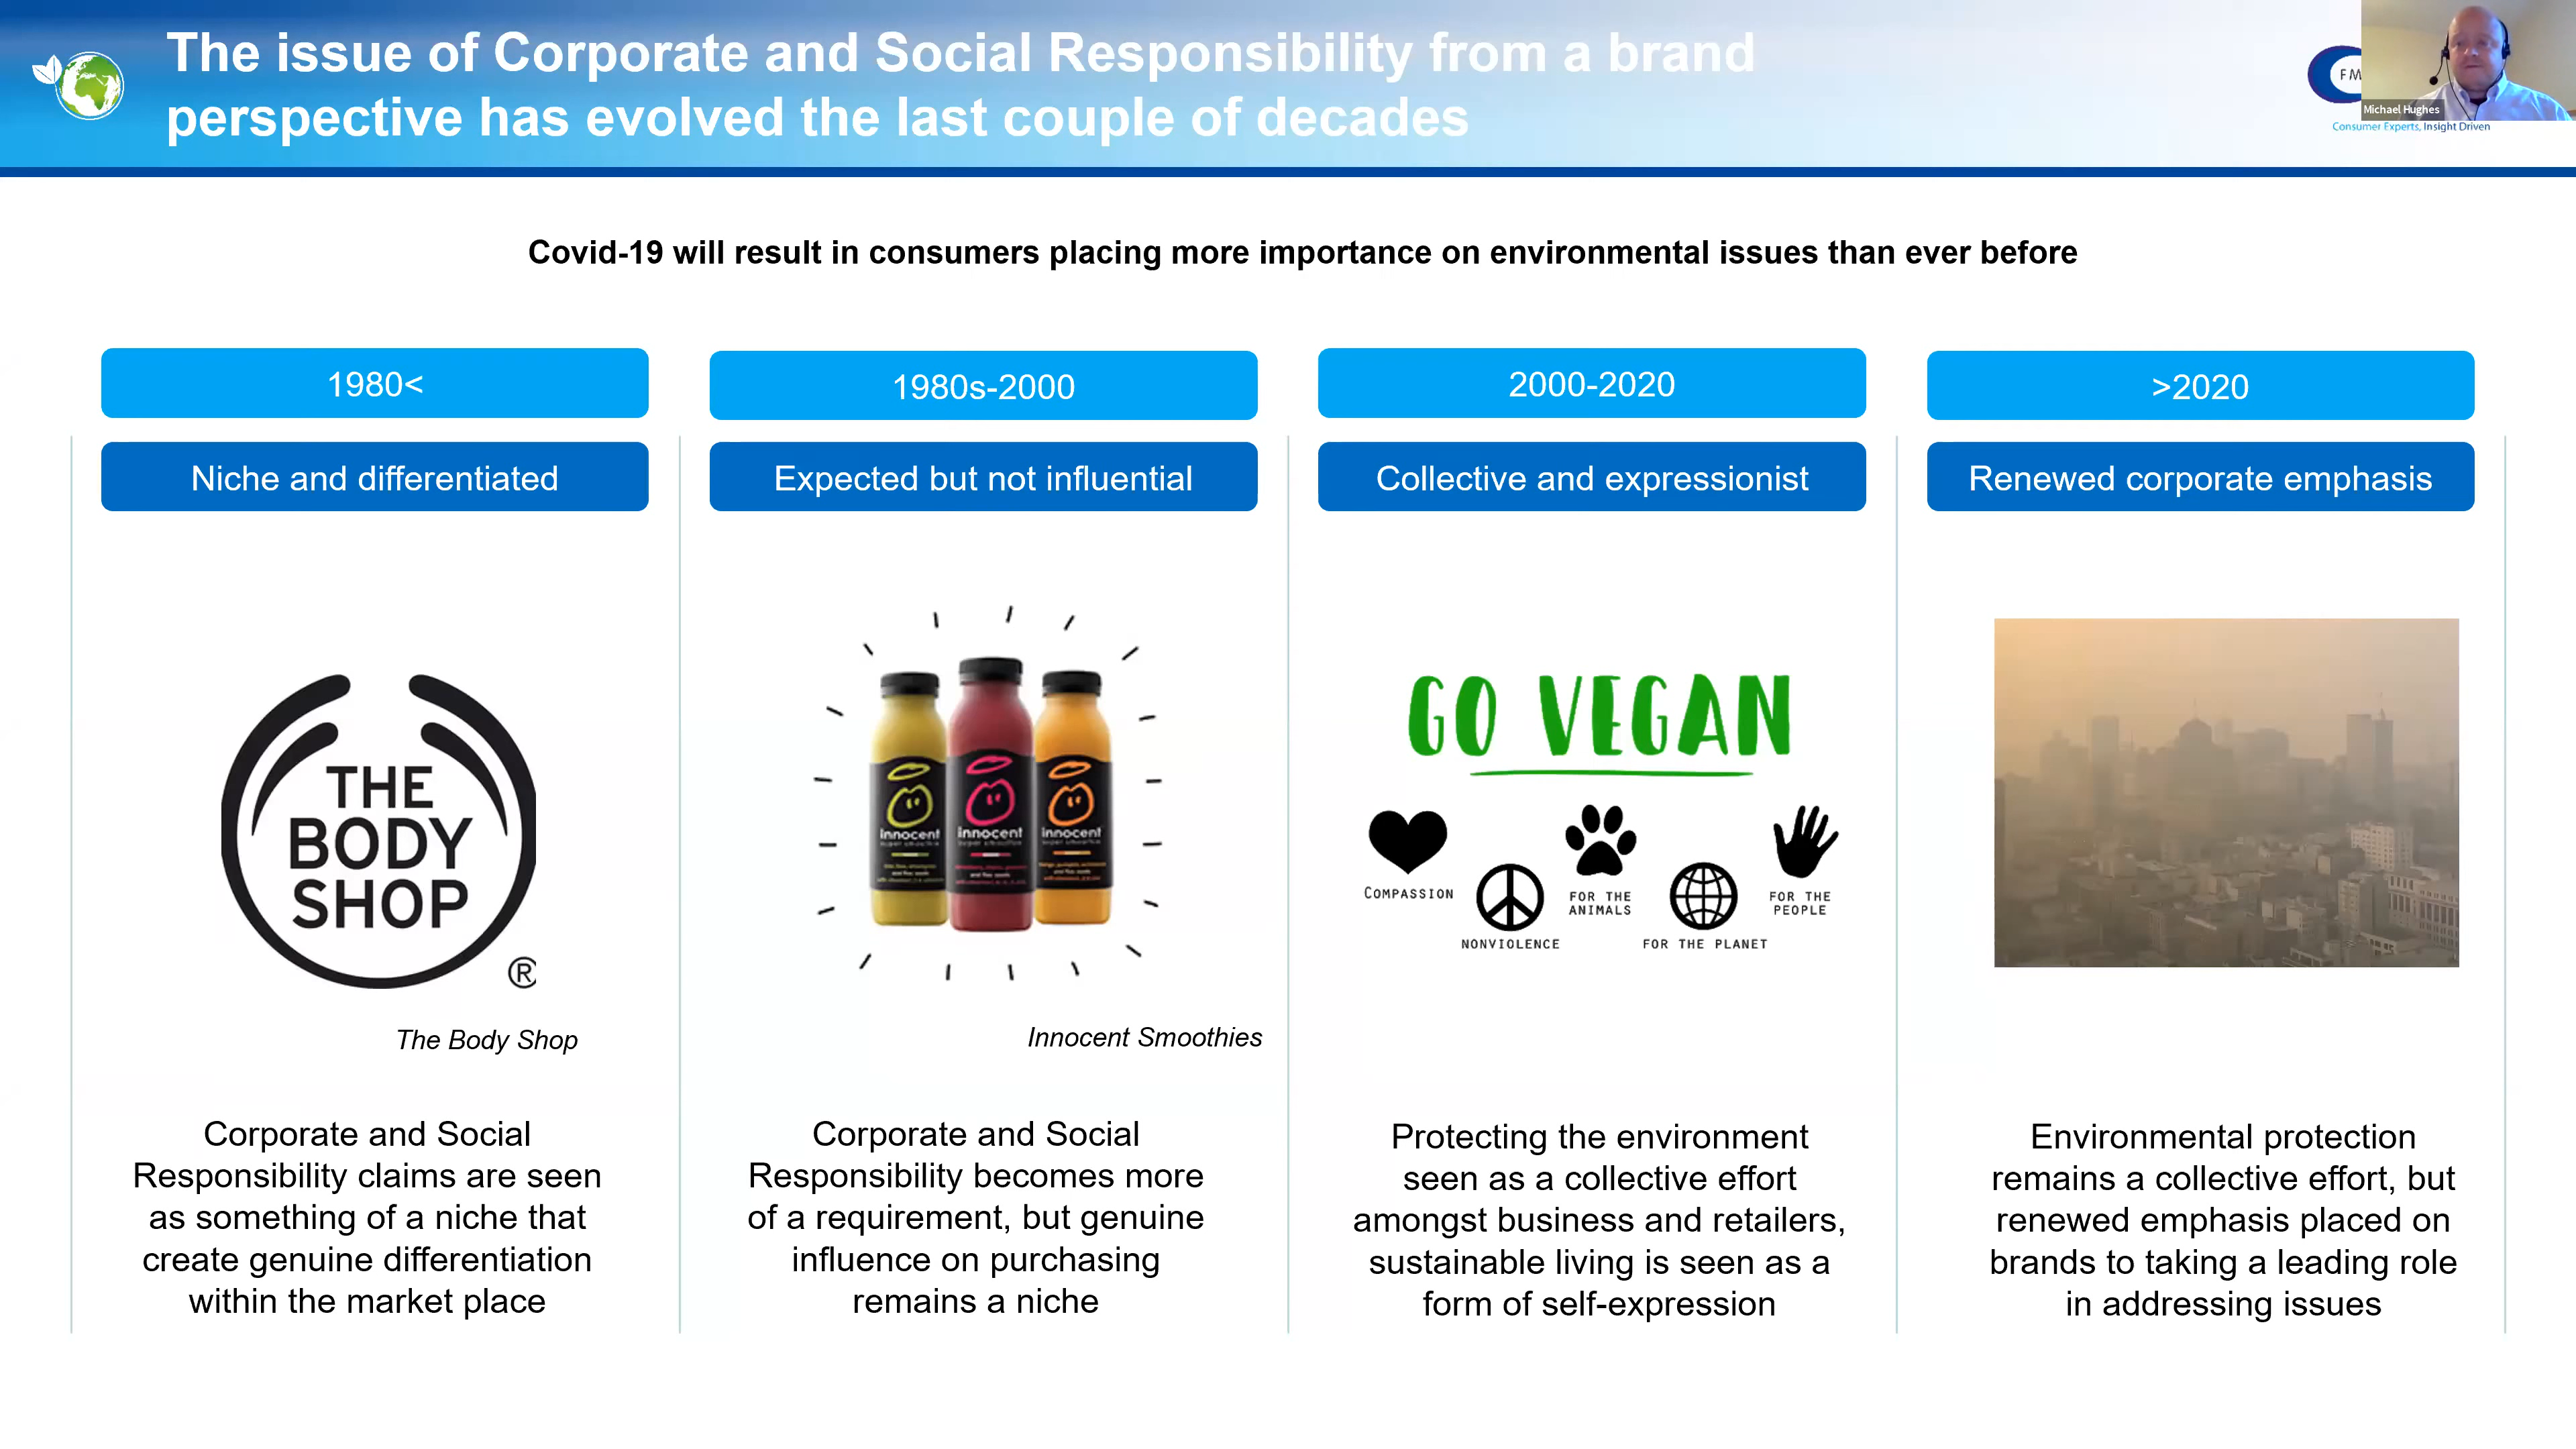 The issue of Corporate and Social Responsibility from a brand
perspective has evolved the last couple of decades
FM
Michael Hughes
Consumer Experts, Insight Driven
Covid-19 will result in consumers placing more importance on environmental issues than ever before
1980<
Niche and differentiated
THE
BODY
SHOP
®
The Body Shop
Corporate and Social
Responsibility claims are seen
as something of a niche that
create genuine differentiation
within the market place
1980s-2000
Expected but not influential
innocent
innocent
innocent
super smoothie
super smoothie
super smoothie
Innocent Smoothies
Corporate and Social
Responsibility becomes more
of a requirement, but genuine
influence on purchasing
remains a niche
2000-2020
Collective and expressionist
GO VEGAN
COMPASSION
NONVIOLENCE
FOR THE
ANIMALS
FOR THE PLANET
FOR THE
PEOPLE
Protecting the environment
seen as a collective effort
amongst business and retailers,
sustainable living is seen as a
form of self-expression
>2020
Renewed corporate emphasis
Environmental protection
remains a collective effort, but
renewed emphasis placed on
brands to taking a leading role
in addressing issues